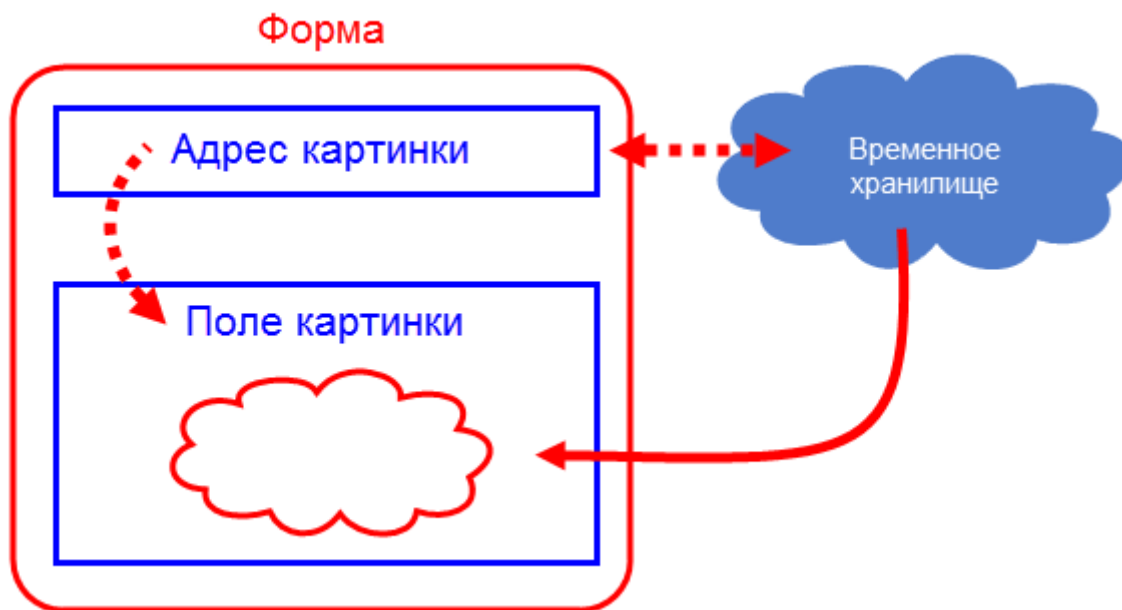 Форма
Адрес картинки
Временное
хранилище
Поле картинки